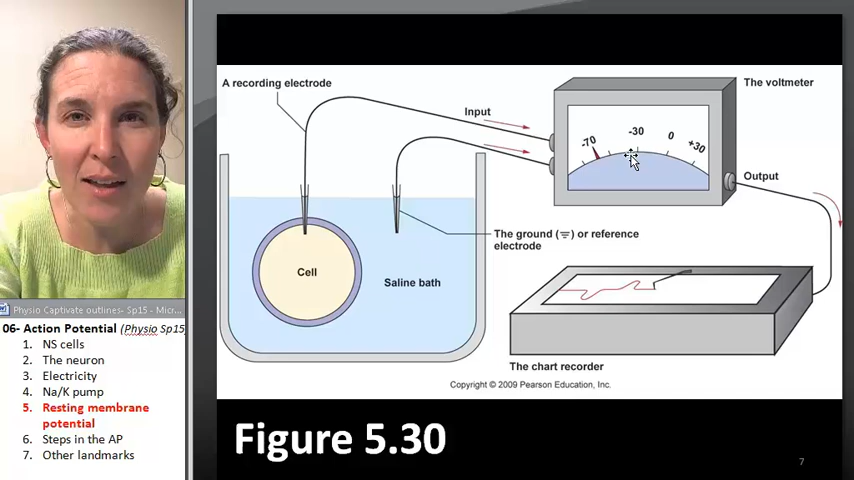 A recording electrode
The voltmeter
Input
-70
-30
0
+30
Output
The ground (⏚) or reference
electrode
Cell
Saline bath
The chart recorder
Copyright © 2009 Pearson Education, Inc.
Figure 5.30
7
Physio Captivate outlines- Sp15 - Micr...
06- Action Potential (Physio Sp15
1. NS cells
2. The neuron
3. Electricity
4. Na/K pump
5. Resting membrane
potential
6. Steps in the AP
7. Other landmarks